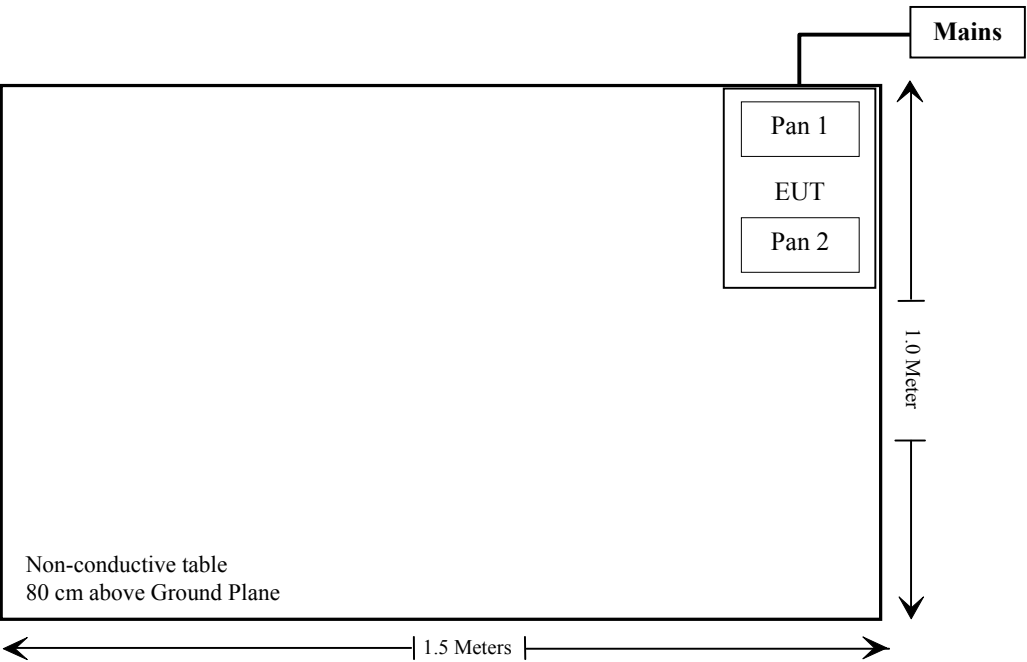 Mains
Pan 1
EUT
Pan 2
1.0 Meter
Non-conductive table
80 cm above Ground Plane
1.5 Meters